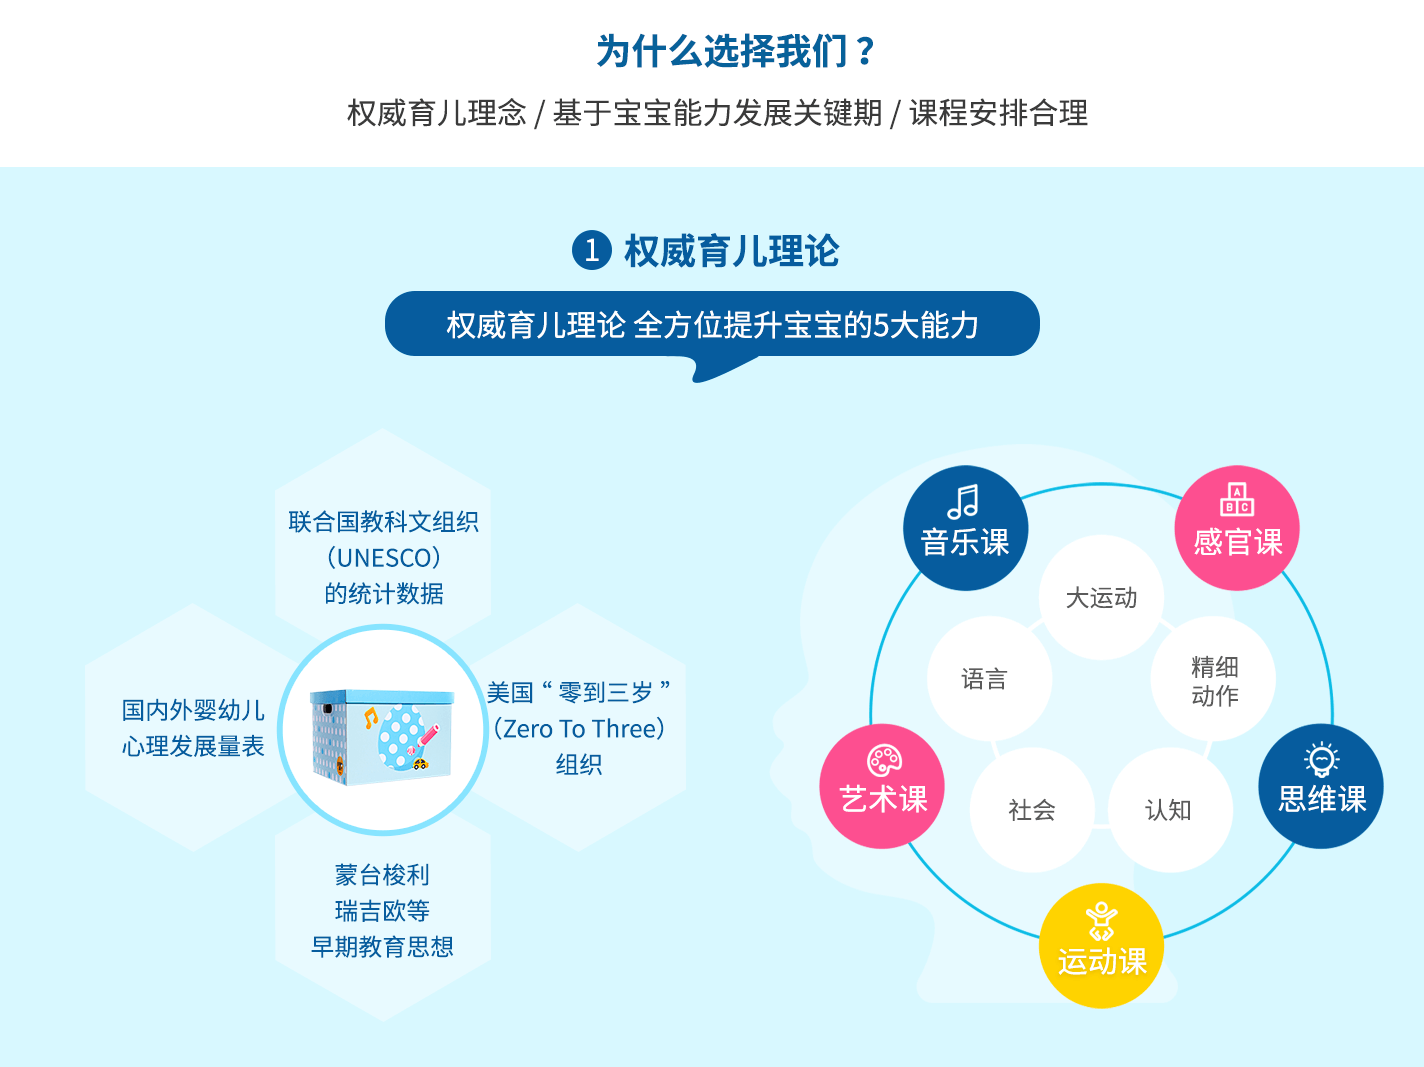 为什么选择我们？
权威育儿理念 / 基于宝宝能力发展关键期 / 课程安排合理
1 权威育儿理论
权威育儿理论 全方位提升宝宝的5大能力
联合国教科文组织
（UNESCO）
的统计数据
国内外婴幼儿
心理发展量表
美国“零到三岁”
（Zero To Three）
组织
蒙台梭利
瑞吉欧等
早期教育思想
音乐课
A
B C
感官课
大运动
语言
精细
动作
艺术课
思维课
社会
认知
运动课